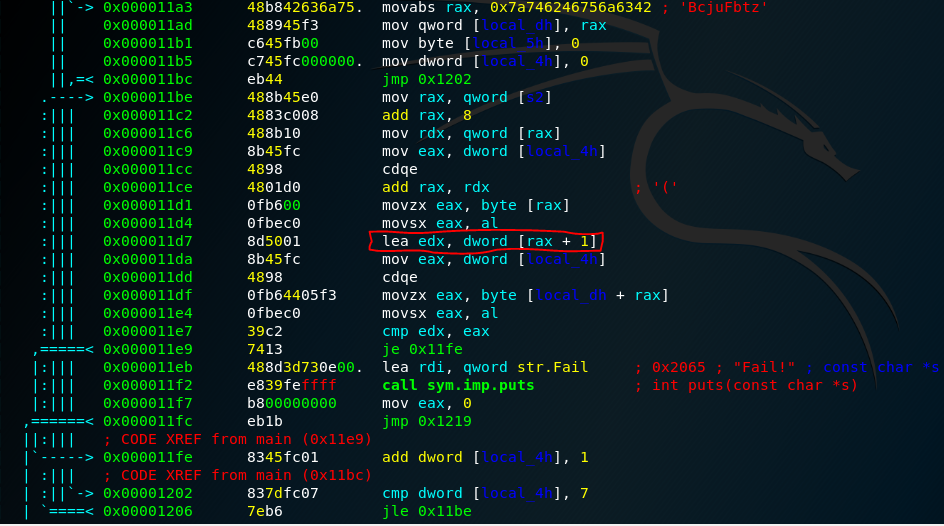 ||`-> 0x000011a3 48b842636a75. movabs rax, 0x7a746246756a6342 ; 'BcjuFbtz'
|| 0x000011ad 488945f3 mov qword [local_dh], rax
|| 0x000011b1 c645fb00 mov byte [local_5h], 0
|| 0x000011b5 c745fc000000. mov dword [local_4h], 0
||,=< 0x000011bc eb44 jmp 0x1202
.----> 0x000011be 488b45e0 mov rax, qword [s2]
:||| 0x000011c2 4883c008 add rax, 8
:||| 0x000011c6 488b10 mov rdx, qword [rax]
:||| 0x000011c9 8b45fc mov eax, dword [local_4h]
:||| 0x000011cc 4898 cdqe
:||| 0x000011ce 4801d0 add rax, rdx ; '('
:||| 0x000011d1 0fb600 movzx eax, byte [rax]
:||| 0x000011d4 0fbec0 movsx eax, al
:||| 0x000011d7 8d5001 lea edx, dword [rax + 1]
:||| 0x000011da 8b45fc mov eax, dword [local_4h]
:||| 0x000011dd 4898 cdqe
:||| 0x000011df 0fb64405f3 movzx eax, byte [local_dh + rax]
:||| 0x000011e4 0fbec0 movsx eax, al
:||| 0x000011e7 39c2 cmp edx, eax
,=====< 0x000011e9 7413 je 0x11fe
|:||| 0x000011eb 488d3d730e00. lea rdi, qword str.Fail ; 0x2065 ; "Fail!" ; const char *s
|:||| 0x000011f2 e839feffff call sym.imp.puts ; int puts(const char *s)
|:||| 0x000011f7 b800000000 mov eax, 0
,======< 0x000011fc eb1b jmp 0x1219
||:||| ; CODE XREF from main (0x11e9)
|`-----> 0x000011fe 8345fc01 add dword [local_4h], 1
| :||| ; CODE XREF from main (0x11bc)
| :||`-> 0x00001202 837dfc07 cmp dword [local_4h], 7
| `====< 0x00001206 7eb6 jle 0x11be